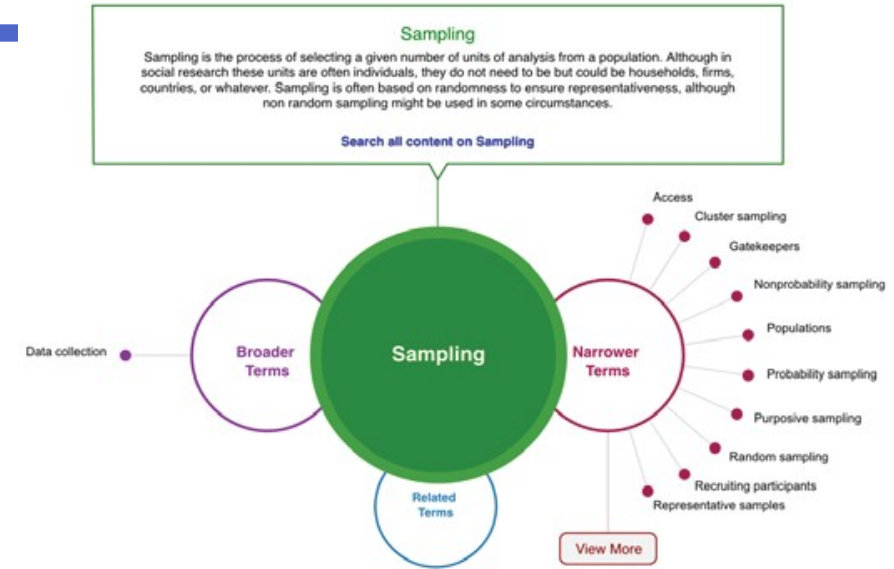 Sampling
Sampling is the process of selecting a given number of units of analysis from a population. Although in
social research these units are often individuals, they do not need to be but could be households, firms,
countries, or whatever. Sampling is often based on randomness to ensure representativeness, although
non random sampling might be used in some circumstances.
Search all content on Sampling
Data collection
Broader
Terms
Sampling
Narrower
Terms
Related
Terms
Access
Cluster sampling
Gatekeepers
Nonprobability sampling
Populations
Probability sampling
Purposive sampling
Random sampling
Recruiting participants
Representative samples
View More